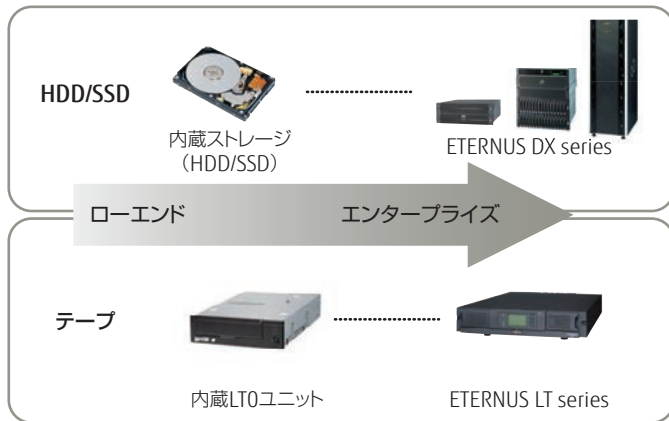 HDD/SSD
内蔵ストレージ
（HDD/SSD）
ETERNUS DX series
ローエンド
エンタープライズ
テープ
内蔵LTOユニット
ETERNUS LT series